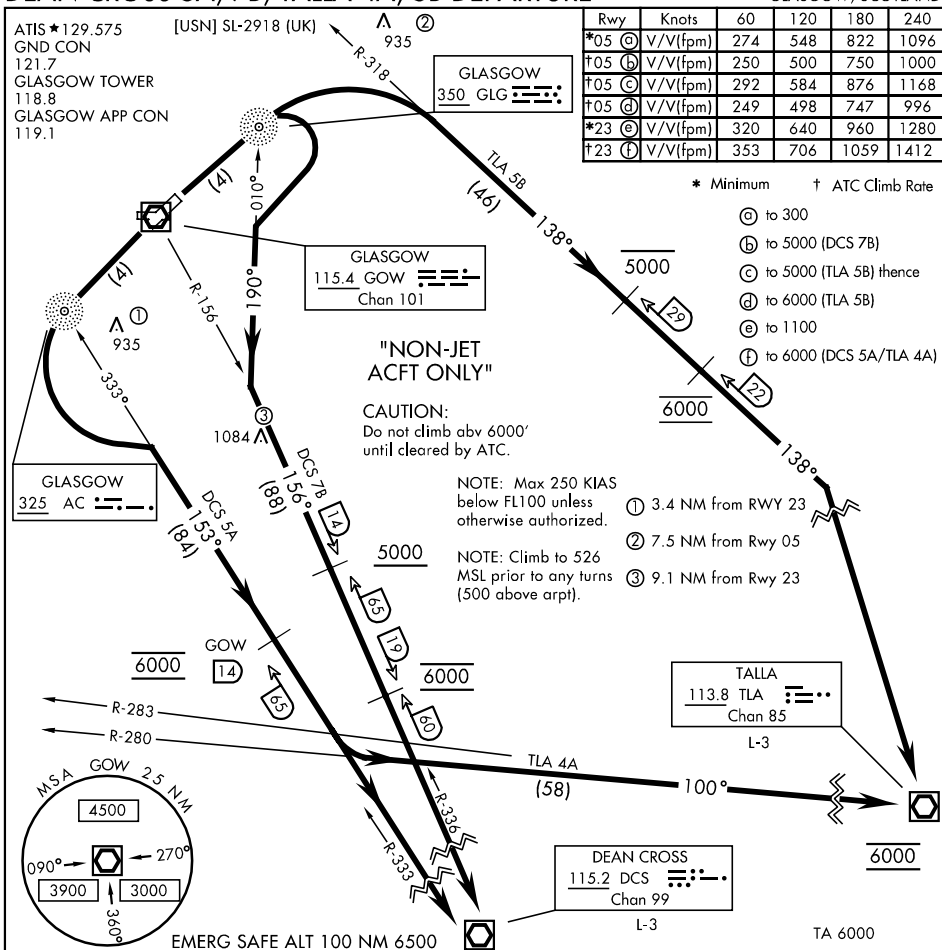 ATIS ★ 129.575
GND CON
121.7
GLASGOW TOWER
118.8
GLASGOW APP CON
119.1
[USN] SL-2918 (UK)
935 ②
R-318
GLASGOW
350 GLG
Rwy Knots 60 120 180 240
*05 ⓐ V/V(fpm) 274 548 822 1096
†05 ⓑ V/V(fpm) 250 500 750 1000
†05 ⓒ V/V(fpm) 292 584 876 1168
†05 ⓓ V/V(fpm) 249 498 747 996
*23 ⓔ V/V(fpm) 320 640 960 1280
†23 ⓕ V/V(fpm) 353 706 1059 1412
* Minimum † ATC Climb Rate
ⓐ to 300
ⓑ to 5000 (DCS 7B)
ⓒ to 5000 (TLA 5B) thence
ⓓ to 6000 (TLA 5B)
ⓔ to 1100
ⓕ to 6000 (DCS 5A/TLA 4A)
TLA 5B
(46)
138°
5000
29
6000
22
138°
(4)
010°
190°
(4)
R-156
GLASGOW
115.4 GOW
Chan 101
①
935
333°
GLASGOW
325 AC
"NON-JET
ACFT ONLY"
CAUTION:
Do not climb abv 6000'
until cleared by ATC.
NOTE: Max 250 KIAS
below FL100 unless
otherwise authorized.
NOTE: Climb to 526
MSL prior to any turns
(500 above arpt).
① 3.4 NM from RWY 23
② 7.5 NM from Rwy 05
③ 9.1 NM from Rwy 23
③
1084
DCS 7B
156°
(88)
14
5000
65
19
6000
60
DCS 5A
153°
(84)
GOW
14
6000
65
R-283
R-280
TLA 4A
(58)
100°
TALLA
113.8 TLA
Chan 85
L-3
6000
R-336
R-333
DEAN CROSS
115.2 DCS
Chan 99
L-3
MSA GOW 25 NM
4500
090°
270°
3900
3000
360°
EMERG SAFE ALT 100 NM 6500
TA 6000